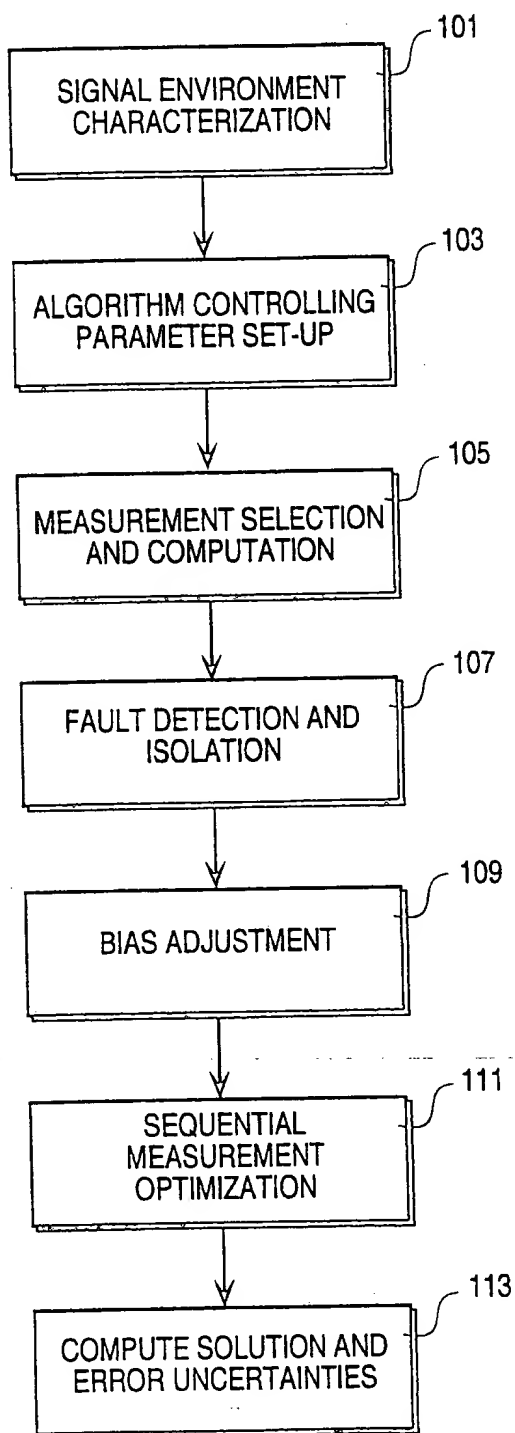 101
SIGNAL ENVIRONMENT
CHARACTERIZATION
103
ALGORITHM CONTROLLING
PARAMETER SET-UP
105
MEASUREMENT SELECTION
AND COMPUTATION
107
FAULT DETECTION AND
ISOLATION
109
BIAS ADJUSTMENT
111
SEQUENTIAL
MEASUREMENT
OPTIMIZATION
113
COMPUTE SOLUTION AND
ERROR UNCERTAINTIES